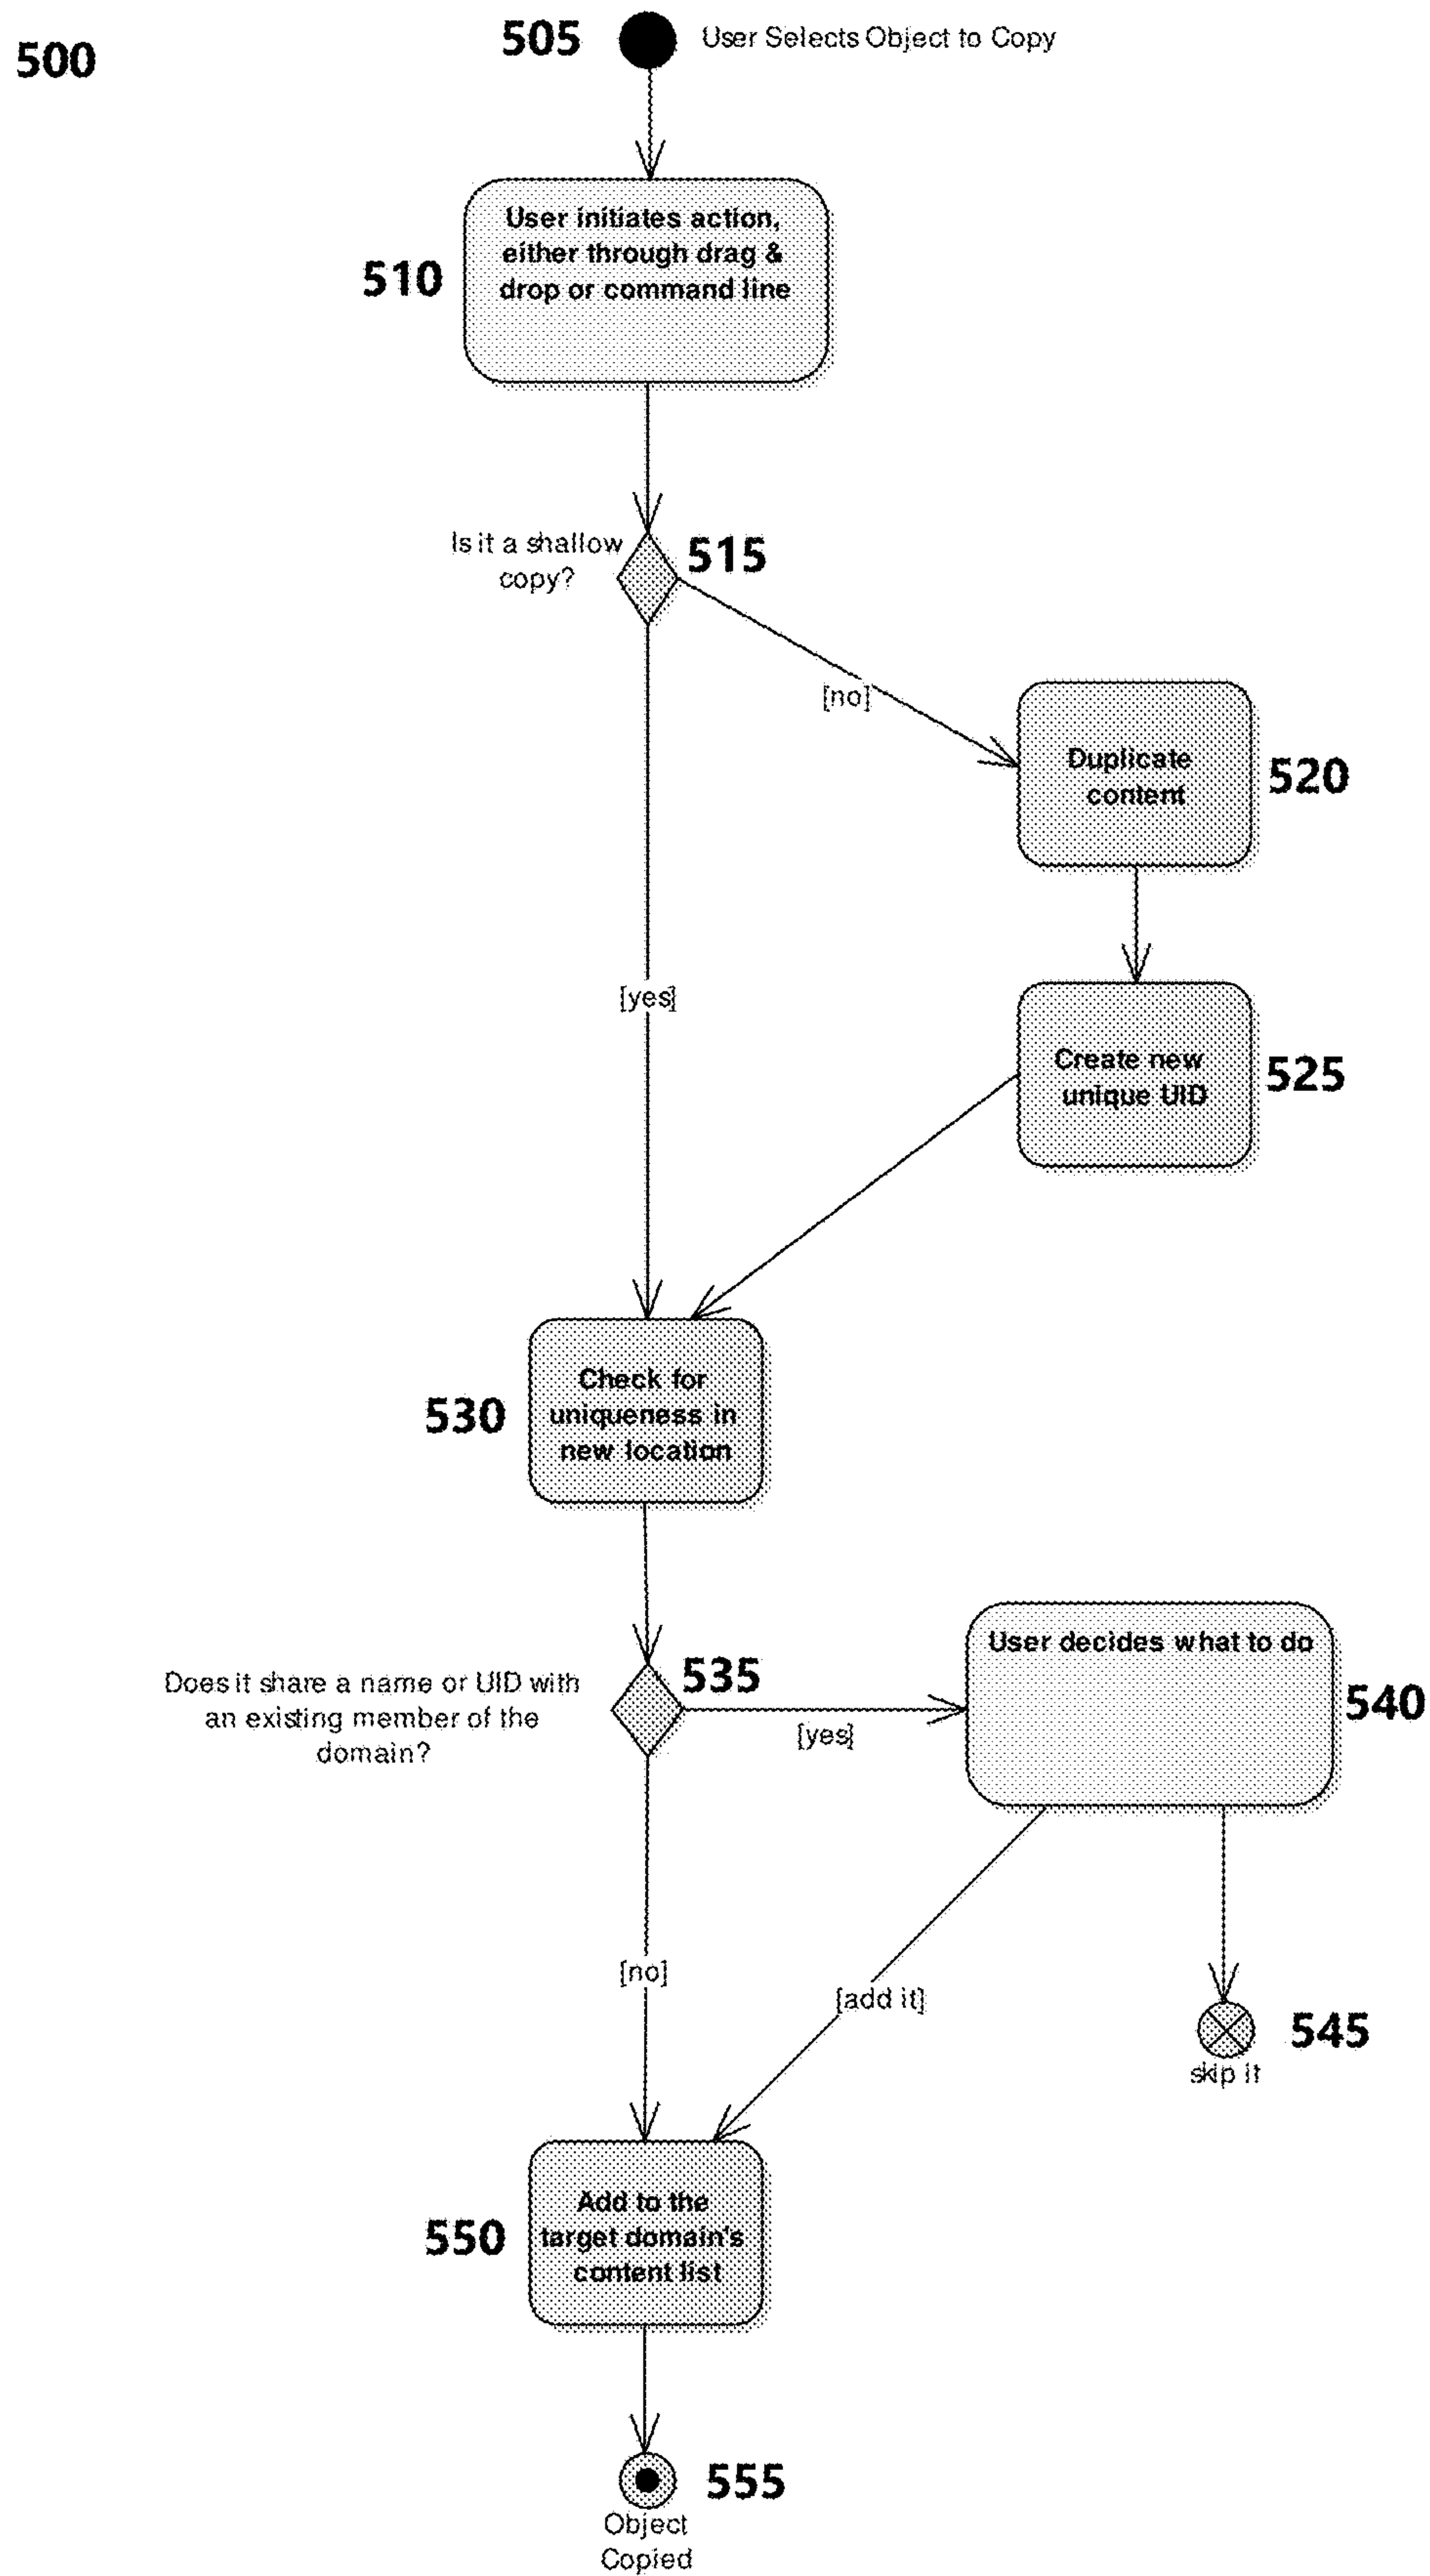 500
505
User Selects Object to Copy
510
User initiates action,
either through drag &
drop or command line
Is it a shallow
copy?
515
[no]
Duplicate
content
520
[yes]
Create new
unique UID
525
530
Check for
uniqueness in
new location
Does it share a name or UID with
an existing member of the
domain?
535
[yes]
User decides what to do
540
[no]
[add it]
545
skip it
550
Add to the
target domain's
content list
555
Object
Copied